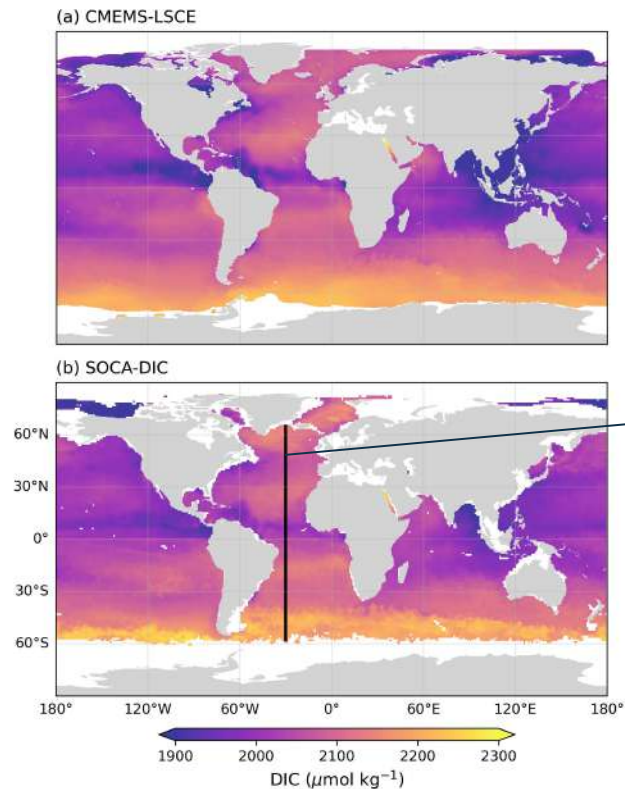 (a) CMEMS-LSCE
(b) SOCA-DIC
60°N
30°N
0°
30°S
60°S
180° 120°W 60°W 0° 60°E 120°E 180°
1900 2000 2100 2200 2300
DIC (μmol kg⁻¹)